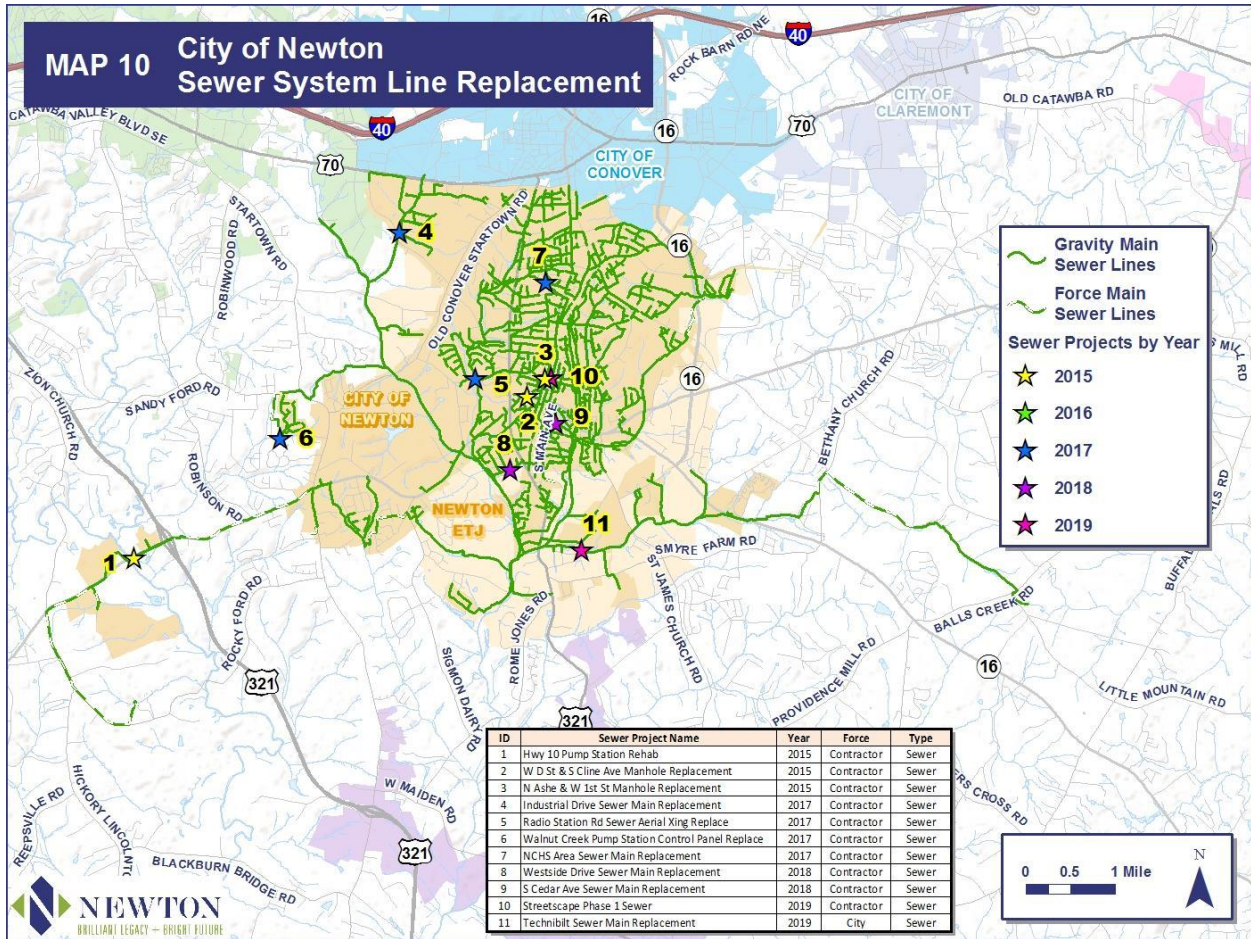 MAP 10
City of Newton
Sewer System Line Replacement
16
40
ROCK BARN RD NE
CITY OF
CLAREMONT
OLD CATAWBA RD
CATAWBA VALLEY BLVD SE
40
16
70
70
CITY OF
CONOVER
STARTOWN RD
ROBINWOOD RD
OLD CONOVER STARTOWN RD
4
7
16
Gravity Main
Sewer Lines
Force Main
Sewer Lines
Sewer Projects by Year
2015
2016
2017
2018
2019
S MILL RD
ZION CHURCH RD
SANDY FORD RD
3
5
10
16
CITY OF
NEWTON
2
9
S MAIN AVE
BETHANY CHURCH RD
6
8
ROBINSON RD
NEWTON
ETJ
11
1
SMYRE FARM RD
ST JAMES CHURCH RD
ROCKY FORD RD
ROME JONES RD
BALLS CREEK RD
321
SIGMON DAIRY RD
PROVIDENCE MILL RD
16
LITTLE MOUNTAIN RD
321
HICKORY LINCOLNTO
REEPSVILLE RD
W MAIDEN RD
BLACKBURN BRIDGE RD
321
ERS CROSS RD
ID Sewer Project Name Year Force Type
1 Hwy 10 Pump Station Rehab 2015 Contractor Sewer
2 W D St & S Cline Ave Manhole Replacement 2015 Contractor Sewer
3 N Ashe & W 1st St Manhole Replacement 2015 Contractor Sewer
4 Industrial Drive Sewer Main Replacement 2017 Contractor Sewer
5 Radio Station Rd Sewer Aerial Xing Replace 2017 Contractor Sewer
6 Walnut Creek Pump Station Control Panel Replace 2017 Contractor Sewer
7 NCHS Area Sewer Main Replacement 2017 Contractor Sewer
8 Westside Drive Sewer Main Replacement 2018 Contractor Sewer
9 S Cedar Ave Sewer Main Replacement 2018 Contractor Sewer
10 Streetscape Phase 1 Sewer 2019 Contractor Sewer
11 Technibilt Sewer Main Replacement 2019 City Sewer
0 0.5 1 Mile
N
NEWTON
BRILLIANT LEGACY ~ BRIGHT FUTURE